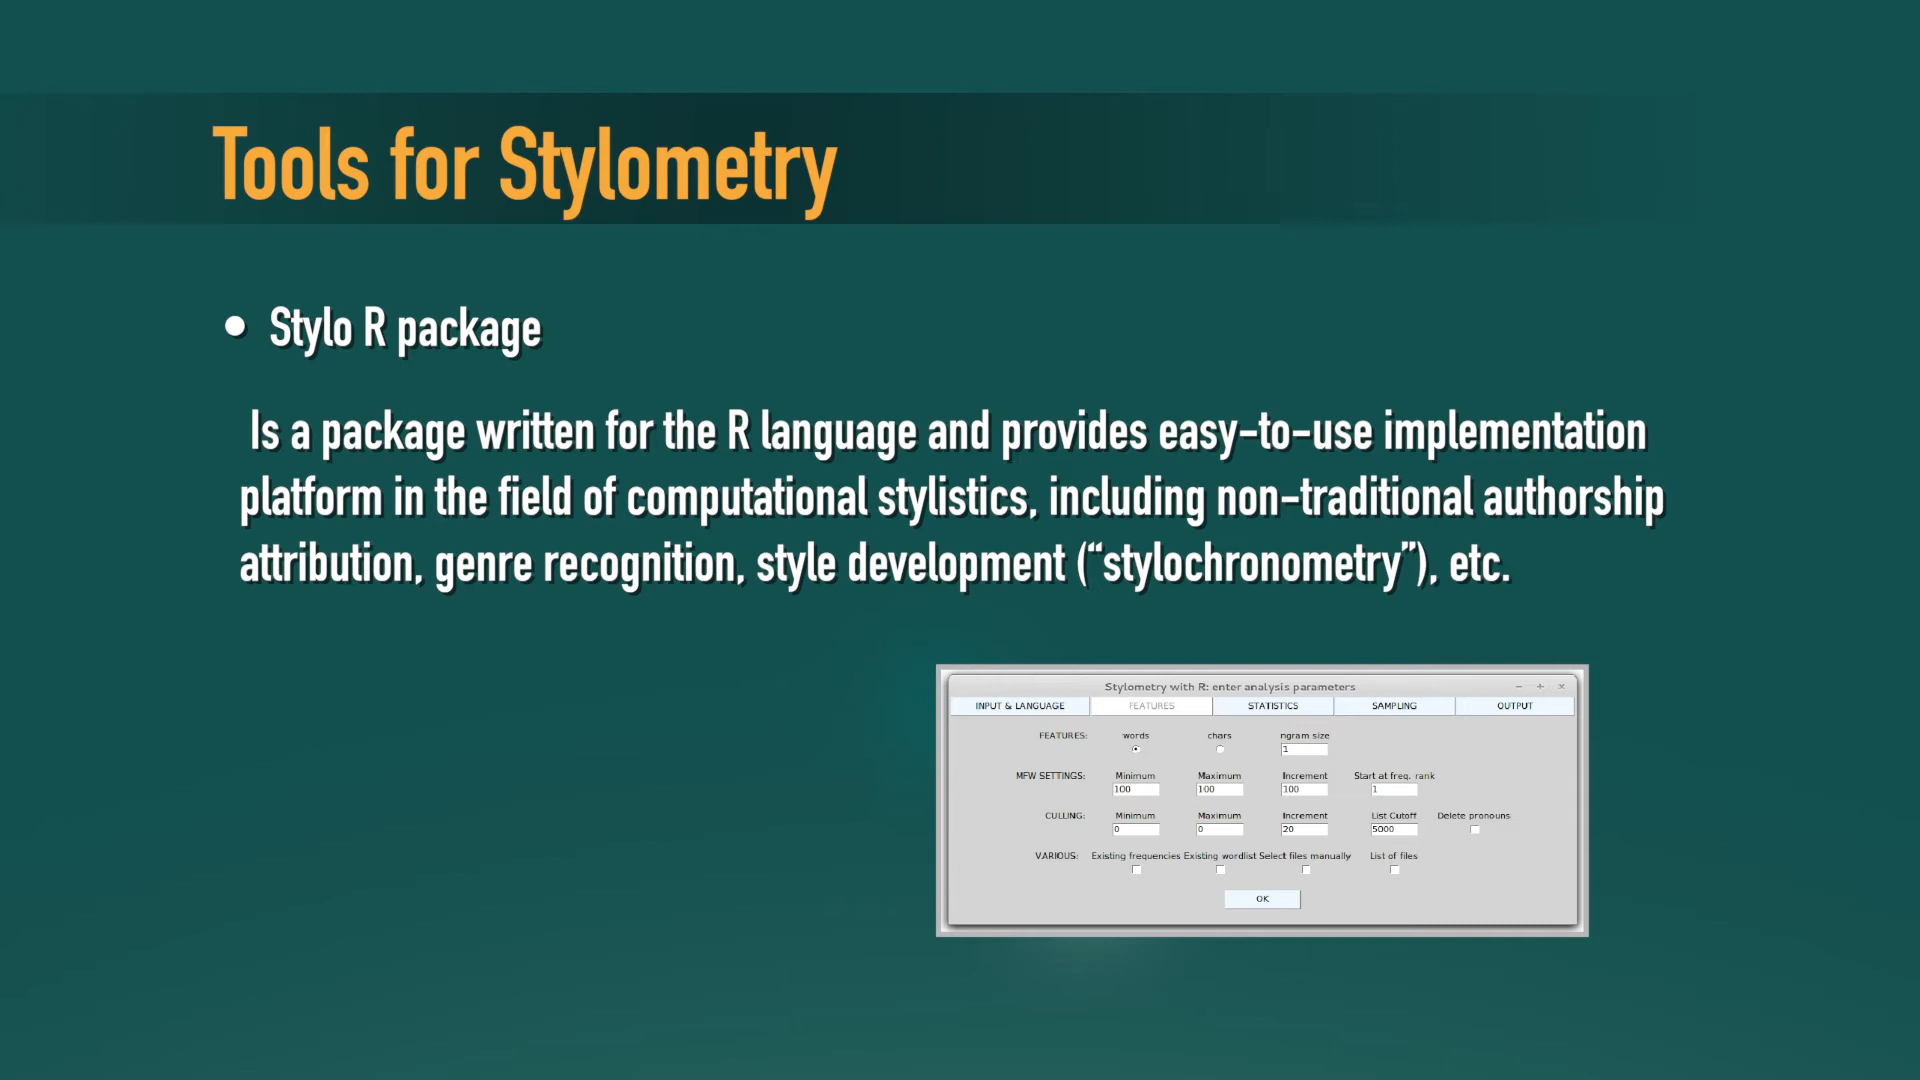 Tools for Stylometry
• Stylo R package
Is a package written for the R language and provides easy-to-use implementation
platform in the field of computational stylistics, including non-traditional authorship
attribution, genre recognition, style development (“stylochronometry”), etc.
Stylometry with R: enter analysis parameters
INPUT & LANGUAGE FEATURES STATISTICS SAMPLING OUTPUT
FEATURES: words chars ngram size
1
MFW SETTINGS: Minimum Maximum Increment Start at freq. rank
100 100 100 1
CULLING: Minimum Maximum Increment List Cutoff Delete pronouns
0 0 20 5000
VARIOUS: Existing frequencies Existing wordlist Select files manually List of files
OK